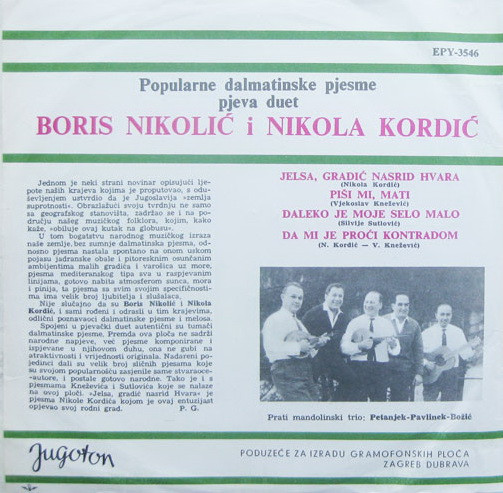 EPY-3546
Popularne dalmatinske pjesme
pjeva duet
BORIS NIKOLIĆ i NIKOLA KORDIĆ
Jednom je neki strani novinar opisujući lje-
pote naših krajeva kojima je proputovao, s odu-
ševljenjem ustvrdio da je Jugoslavija »zemlja
suprotnosti«. Obrazlažući svoju tvrdnju ne samo
sa geografskog stanovišta, zadržao se i na po-
dručju našeg muzičkog folklora, kojim, kako
kaže, »obiluje ovaj kutak na globusu«.
U tom bogatstvu narodnog muzičkog izraza
naše zemlje, bez sumnje dalmatinska pjesma, od-
nosno pjesma nastala spontano na onom uskom
pojasu jadranske obale i pitoresknim osunčanim
ambijentima malih gradića i varošica uz more,
pjesma mediteranskog tipa sva u raspjevanim
linijama, gotovo nabita atmosferom sunca, mora
i pinija, ta pjesma sa svim svojim specifičnosti-
ma ima velik broj ljubitelja i slušalaca.
Nije slučajno da su Boris Nikolić i Nikola
Kordić, i sami rođeni i odrasli u tim krajevima,
odlični poznavaoci dalmatinske pjesme i melosa.
Spojeni u pjevački duet autentični su tumači
dalmatinske pjesme. Premda ova ploča ne sadrži
narodne napjeve, već pjesme komponirane i
ispjevane u njihovom duhu, ona ne gubi na
atraktivnosti i vrijednosti originala. Nadareni po-
jedinci dali su velik broj sličnih pjesama koje
su svojom popularnošću zasjenile same stvaraoce-
-autore, i postale gotovo narodne. Tako je i s
pjesmama Kneževića i Sutlovića koje se nalaze
na ovoj ploči. »Jelsa, gradić nasrid Hvara« je
pjesma Nikole Kordića kojom je ovaj entuzijast
opjevao svoj rodni grad. P. G.
JELSA, GRADIĆ NASRID HVARA
(Nikola Kordić)
PIŠI MI, MATI
(Vjekoslav Knežević)
DALEKO JE MOJE SELO MALO
(Silvije Sutlović)
DA MI JE PROĆI KONTRADOM
(N. Kordić — V. Knežević)
Prati mandolinski trio; Pešanjek-Pavlinek-Božić
Jugoton
PODUZEĆE ZA IZRADU GRAMOFONSKIH PLOČA
ZAGREB DUBRAVA